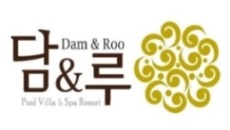 Dam & Roo
담&루
Pool Villa & Spa Resort